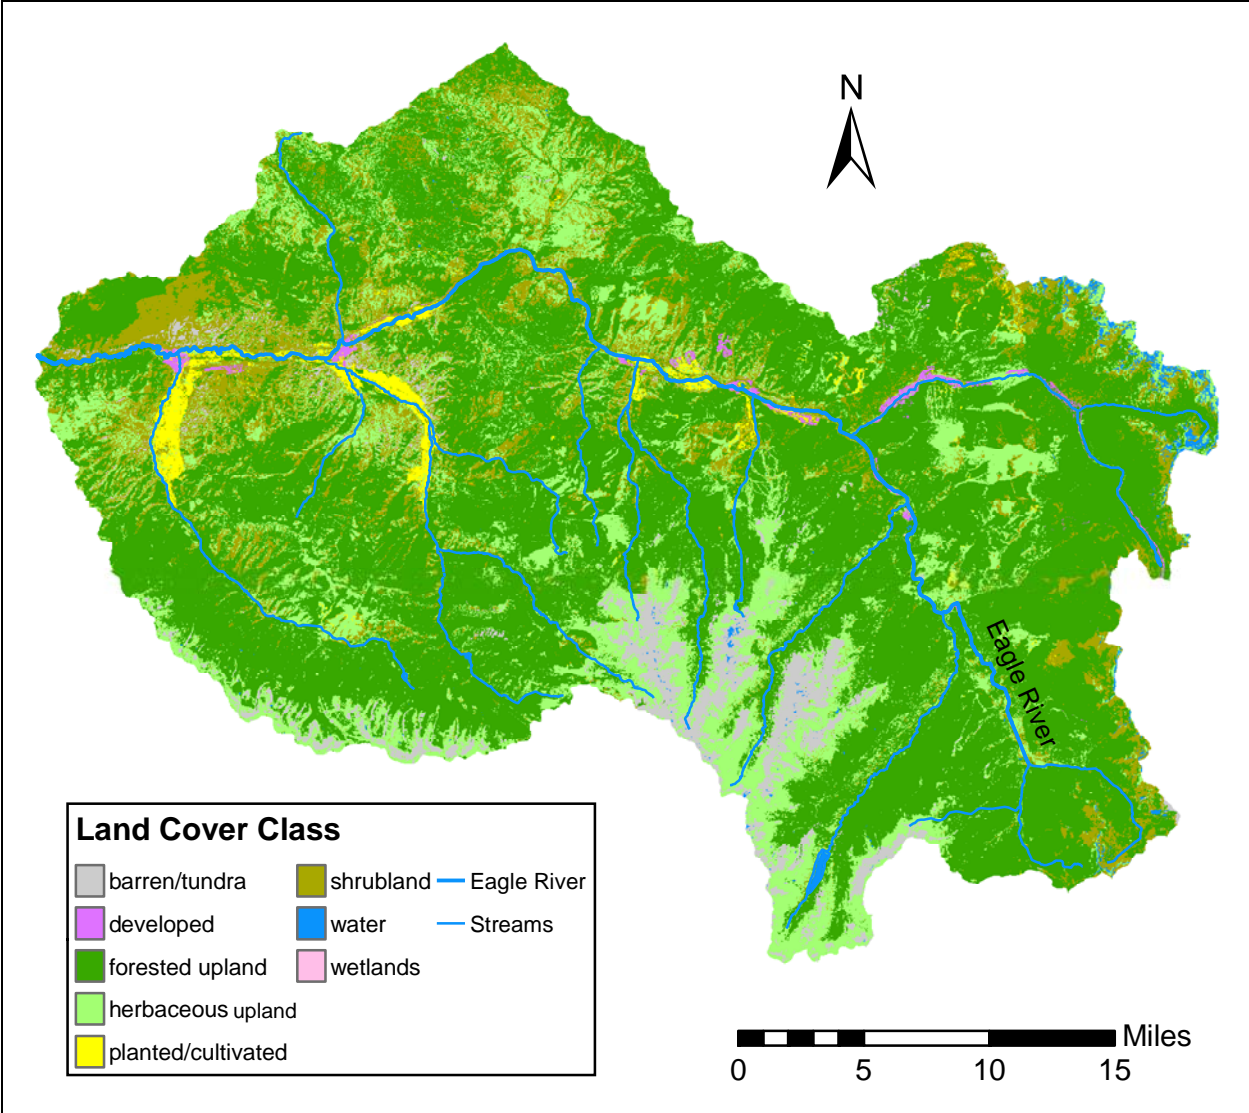 N
Eagle River
Land Cover Class
barren/tundra
developed
forested upland
herbaceous upland
planted/cultivated
shrubland
water
wetlands
Eagle River
Streams
Miles
0 5 10 15